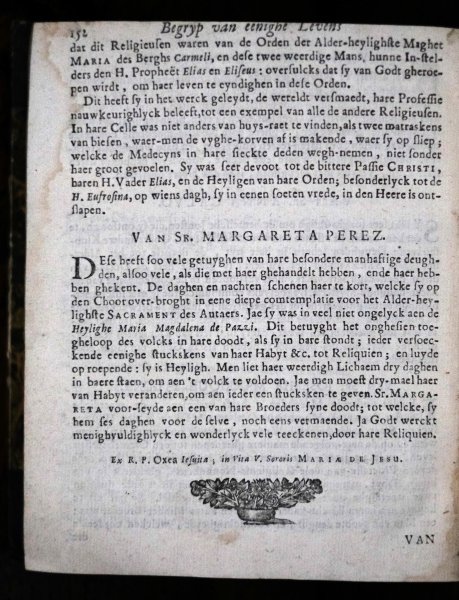 152 Begryp van eenighe Levens
dat dit Religieusen waren van de Orden der Alder-heylighste Maghet
MARIA des Berghs Carmeli, en dese twee weerdige Mans, hunne In-stel-
ders den H. Propheët Elias en Eliseus: oversulcks dat sy van Godt gheroe-
pen wirdt, om haer leven te eyndighen in dese Orden.
Dit heeft sy in het werck geleydt, de wereldt versmaedt, hare Professie
nauwkeurighlyck beleeft, tot een exempel van alle de andere Religieusen.
In hare Celle was niet anders van huys-raet te vinden, als twee matraskens
van biesen, waer-men de vyghe-korven af is makende, waer sy op sliep;
welcke de Medecyns in hare sieckte deden wegh-nemen, niet sonder
haer groot gevoelen. Sy was seer devoot tot de bittere Passie CHRISTI,
haren H. Vader Elias, en de Heyligen van hare Orden; besonderlyck tot de
H. Eufrosina, op wiens dagh, sy in eenen soeten vrede, in den Heere is ont-
slapen.
VAN SR. MARGARETA PEREZ.
DEse heeft soo vele getuyghen van hare besondere manhaftige deugh-
den, alsoo vele, als die met haer ghehandelt hebben, ende haer heb-
ben ghekent. De daghen en nachten schenen haer te kort, welcke sy op
den Choor over-broght in eene diepe comtemplatie voor het Alder-hey-
lighste SACRAMENT des Autaers. Jae sy was in veel niet ongelyck aen de
Heylighe Maria Magdalena de Pazzi. Dit betuyght het onghesien toe-
gheloop des volcks in hare doodt, als sy in bare stondt; ieder versoec-
kende eenighe stuckskens van haer Habyt &c. tot Reliquien; en luyde
op roepende: sy is Heyligh. Men liet haer weerdigh Lichaem dry daghen
in baere staen, om aen 't volck te voldoen. Jae men moest dry-mael haer
van Habyt veranderen, om aen ieder een stucksken te geven. Sr. MARGA-
RETA voor-seyde aen een van hare Broeders syne doodt; tot welcke, sy
hem ses daghen voor de selve, noch eens vermaende. Ja Godt werckt
menighvuldighlyck en wonderlyck vele teeckenen, door hare Reliquien.
Ex R. P. Oxea Iesuita; in Vita V. Sororis MARIÆ DE JESU.
VAN